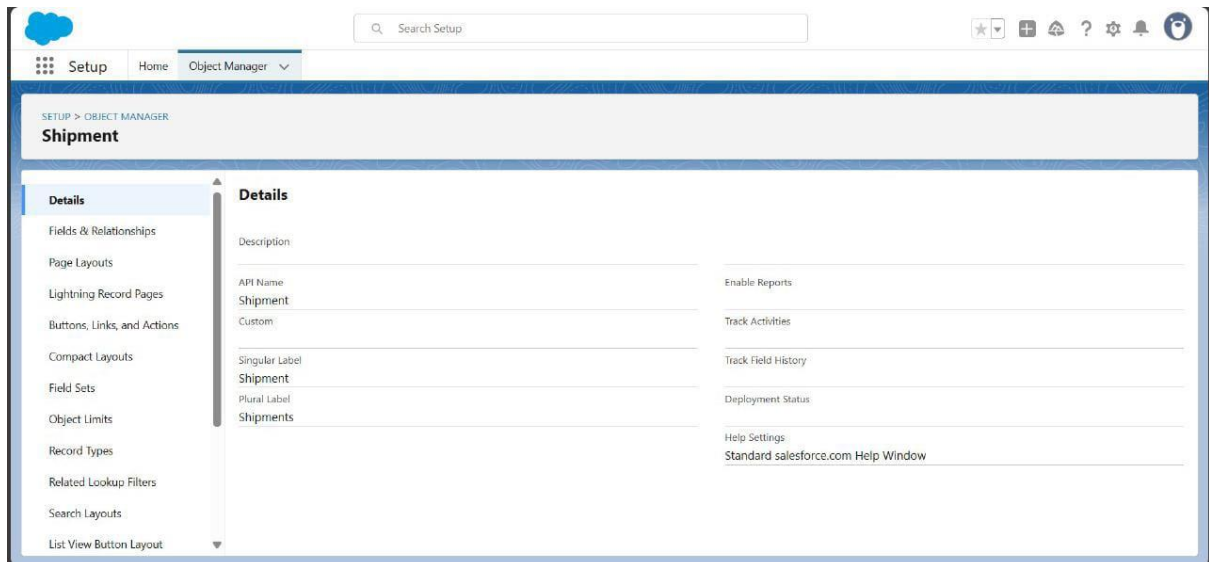 Search Setup
Setup
Home
Object Manager
SETUP > OBJECT MANAGER
Shipment
Details
Fields & Relationships
Page Layouts
Lightning Record Pages
Buttons, Links, and Actions
Compact Layouts
Field Sets
Object Limits
Record Types
Related Lookup Filters
Search Layouts
List View Button Layout
Details
Description
API Name
Shipment
Custom
Singular Label
Shipment
Plural Label
Shipments
Enable Reports
Track Activities
Track Field History
Deployment Status
Help Settings
Standard salesforce.com Help Window